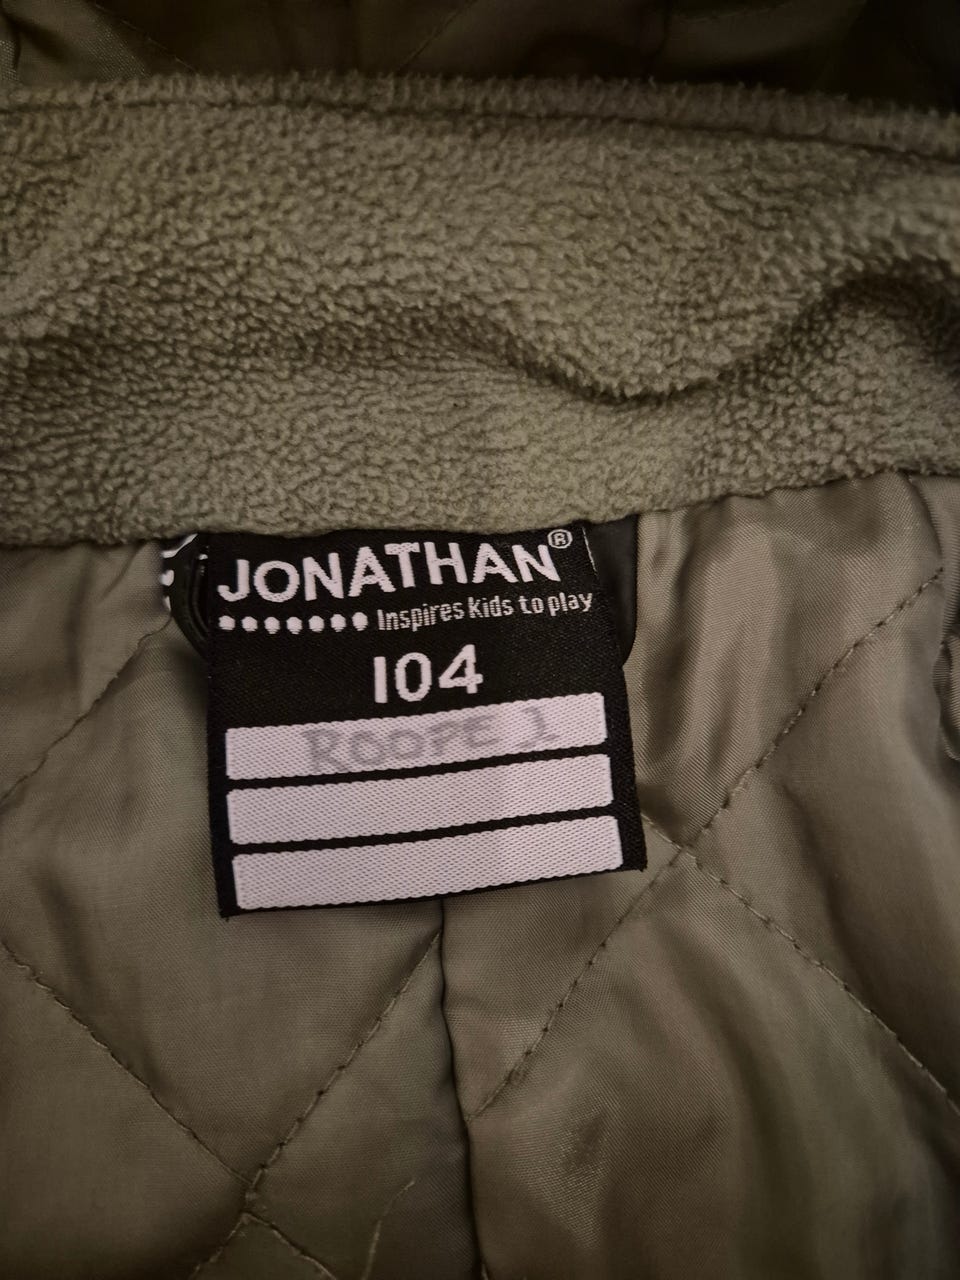 JONATHAN®
Inspires kids to play
104
ROOPE 1